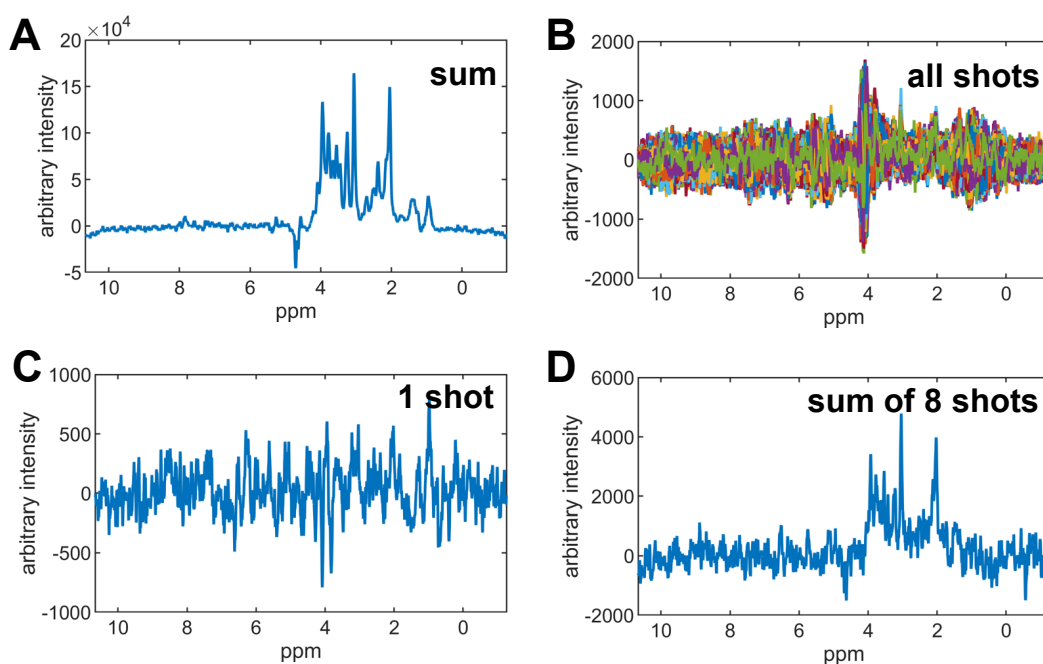 A
×10⁴
sum
arbitrary intensity
20
15
10
5
0
-5
10 8 6 4 2 0
ppm
B
all shots
arbitrary intensity
2000
1000
0
-1000
-2000
10 8 6 4 2 0
ppm
C
1 shot
arbitrary intensity
1000
500
0
-500
-1000
10 8 6 4 2 0
ppm
D
sum of 8 shots
arbitrary intensity
6000
4000
2000
0
-2000
10 8 6 4 2 0
ppm